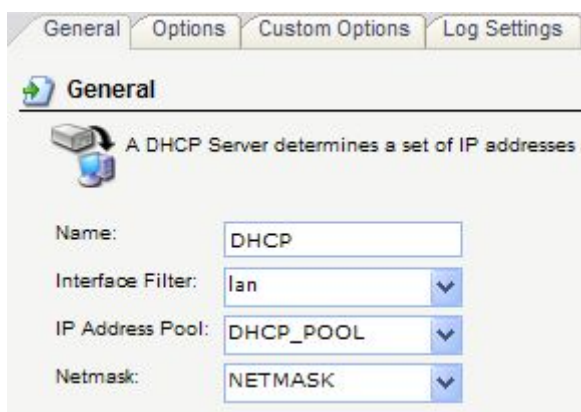 General Options Custom Options Log Settings
General
A DHCP Server determines a set of IP addresses
Name: DHCP
Interface Filter: lan
IP Address Pool: DHCP_POOL
Netmask: NETMASK